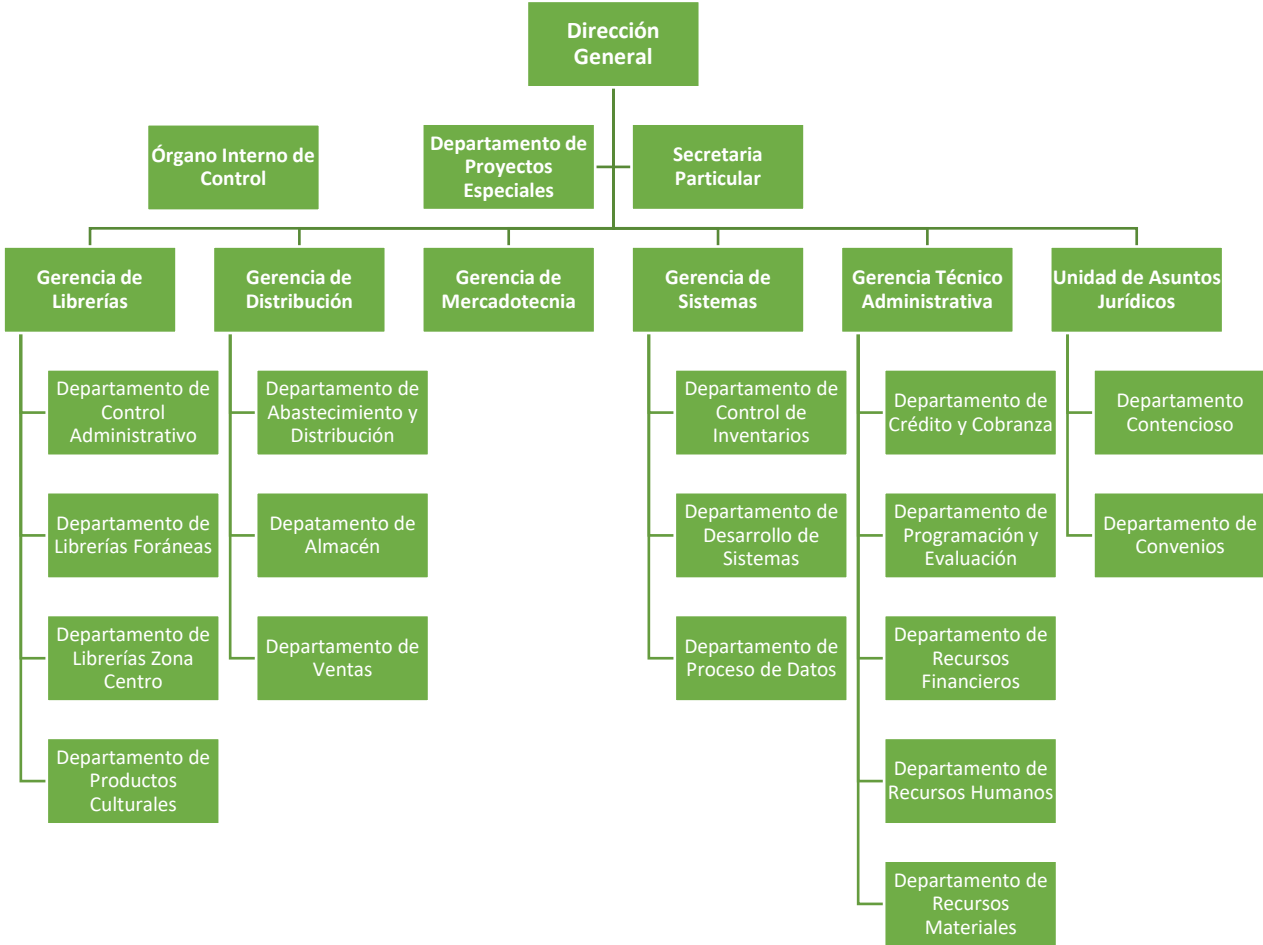 Dirección
General
Órgano Interno de
Control
Departamento de
Proyectos
Especiales
Secretaria
Particular
Gerencia de
Librerías
Gerencia de
Distribución
Gerencia de
Mercadotecnia
Gerencia de
Sistemas
Gerencia Técnico
Administrativa
Unidad de Asuntos
Jurídicos
Departamento de
Control
Administrativo
Departamento de
Librerías Foráneas
Departamento de
Librerías Zona
Centro
Departamento de
Productos
Culturales
Departamento de
Abastecimiento y
Distribución
Depatamento de
Almacén
Departamento de
Ventas
Departamento de
Control de
Inventarios
Departamento de
Desarrollo de
Sistemas
Departamento de
Proceso de Datos
Departamento de
Crédito y Cobranza
Departamento de
Programación y
Evaluación
Departamento de
Recursos
Financieros
Departamento de
Recursos Humanos
Departamento de
Recursos
Materiales
Departamento
Contencioso
Departamento de
Convenios